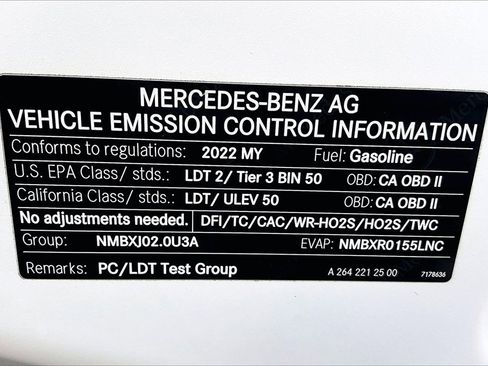 MERCEDES-BENZ AG
VEHICLE EMISSION CONTROL INFORMATION
Conforms to regulations: 2022 MY Fuel: Gasoline
U.S. EPA Class/ stds.: LDT 2/ Tier 3 BIN 50 OBD: CA OBD II
California Class/ stds.: LDT/ ULEV 50 OBD: CA OBD II
No adjustments needed. DFI/TC/CAC/WR-HO2S/HO2S/TWC
Group: NMBXJ02.0U3A EVAP: NMBXR0155LNC
Remarks: PC/LDT Test Group A 264 221 25 00 7178636